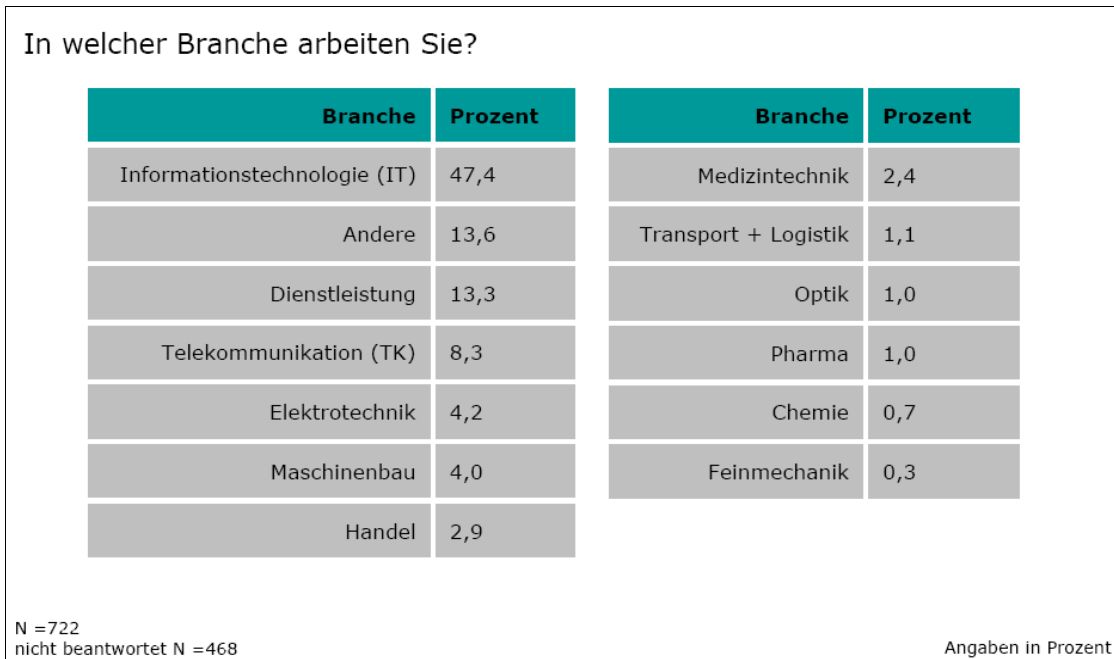 In welcher Branche arbeiten Sie?
Branche Prozent
Informationstechnologie (IT) 47,4
Andere 13,6
Dienstleistung 13,3
Telekommunikation (TK) 8,3
Elektrotechnik 4,2
Maschinenbau 4,0
Handel 2,9
Branche Prozent
Medizintechnik 2,4
Transport + Logistik 1,1
Optik 1,0
Pharma 1,0
Chemie 0,7
Feinmechanik 0,3
N =722
nicht beantwortet N =468
Angaben in Prozent